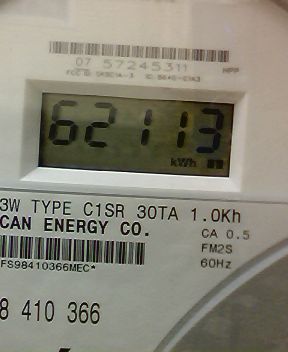 07 57245311
62113
kWh
3W TYPE C1SR 30TA 1.0Kh
CAN ENERGY CO.
CA 0.5
FM2S
60Hz
FS98410366MEC*
8 410 366